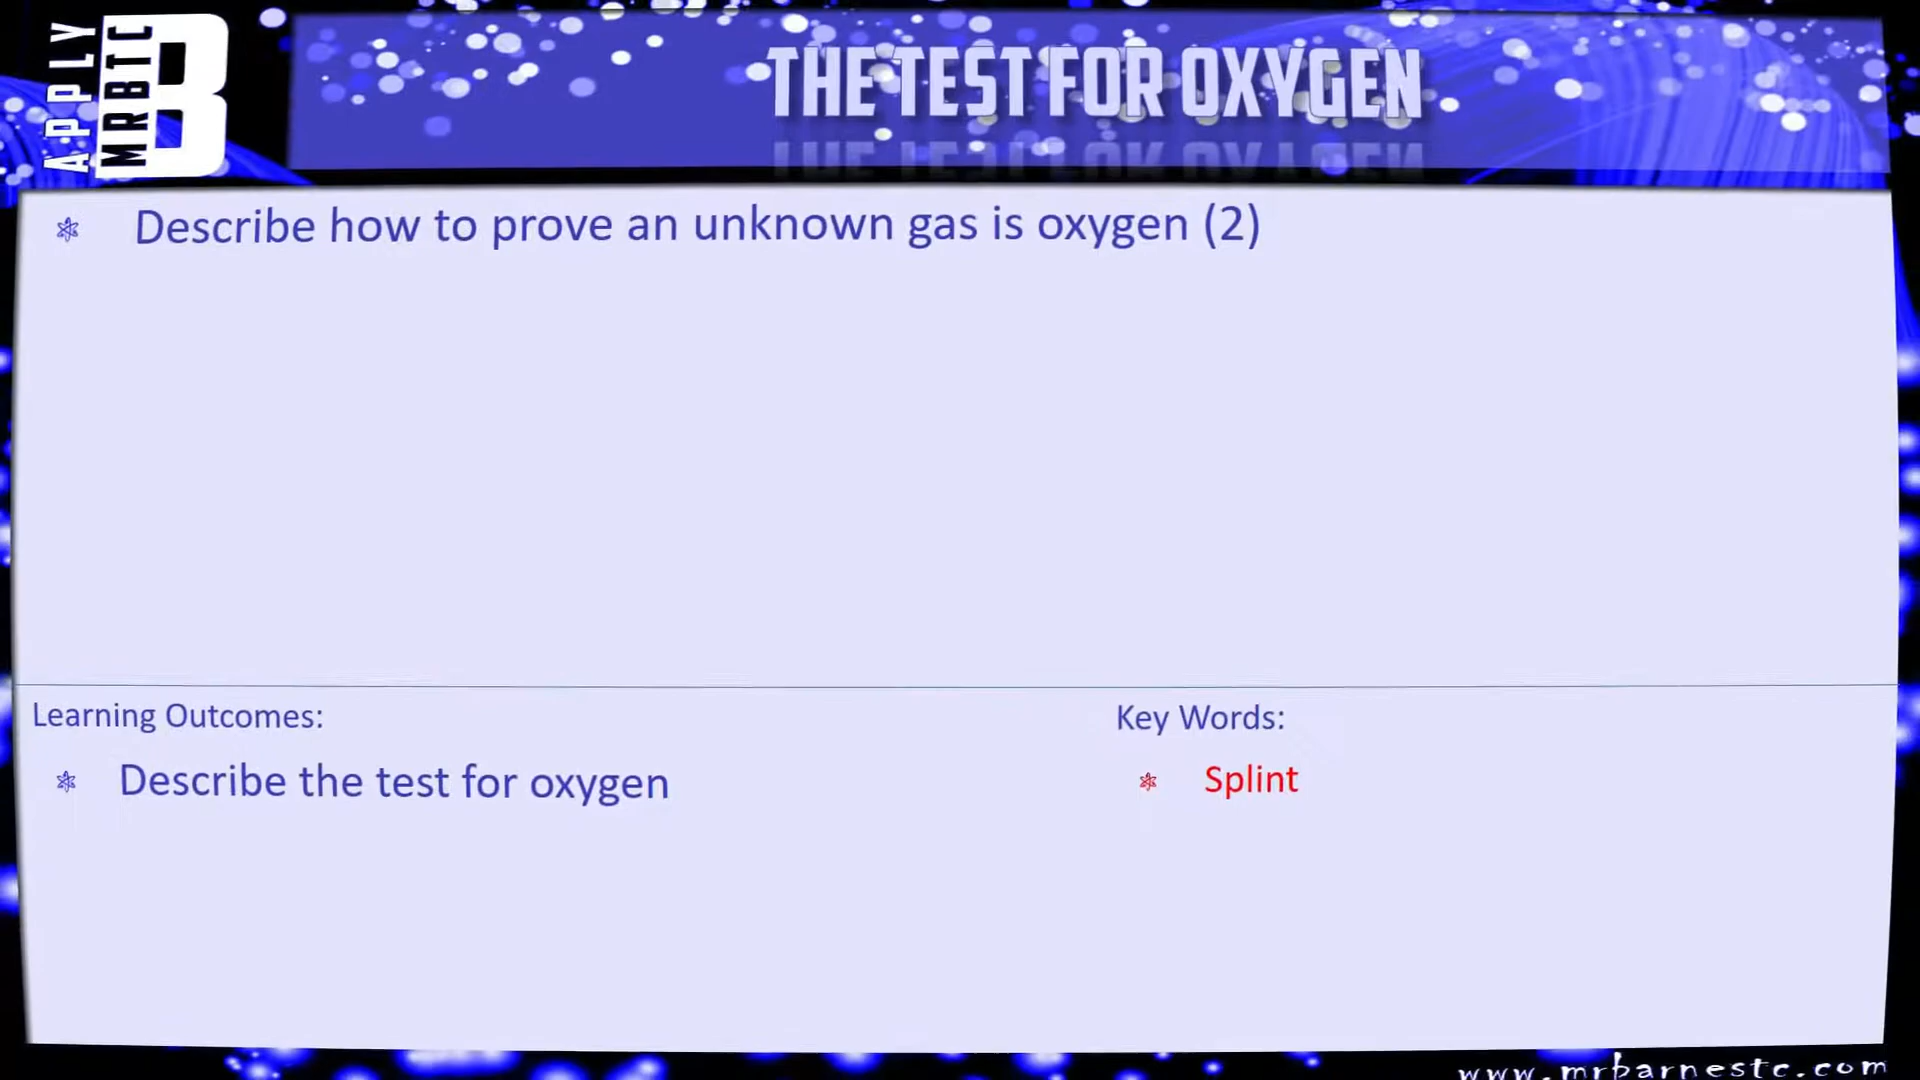 APPLY
MRBTC
B
THE TEST FOR OXYGEN
Describe how to prove an unknown gas is oxygen (2)
Learning Outcomes:
Describe the test for oxygen
Key Words:
Splint
www.mrbarnestc.com